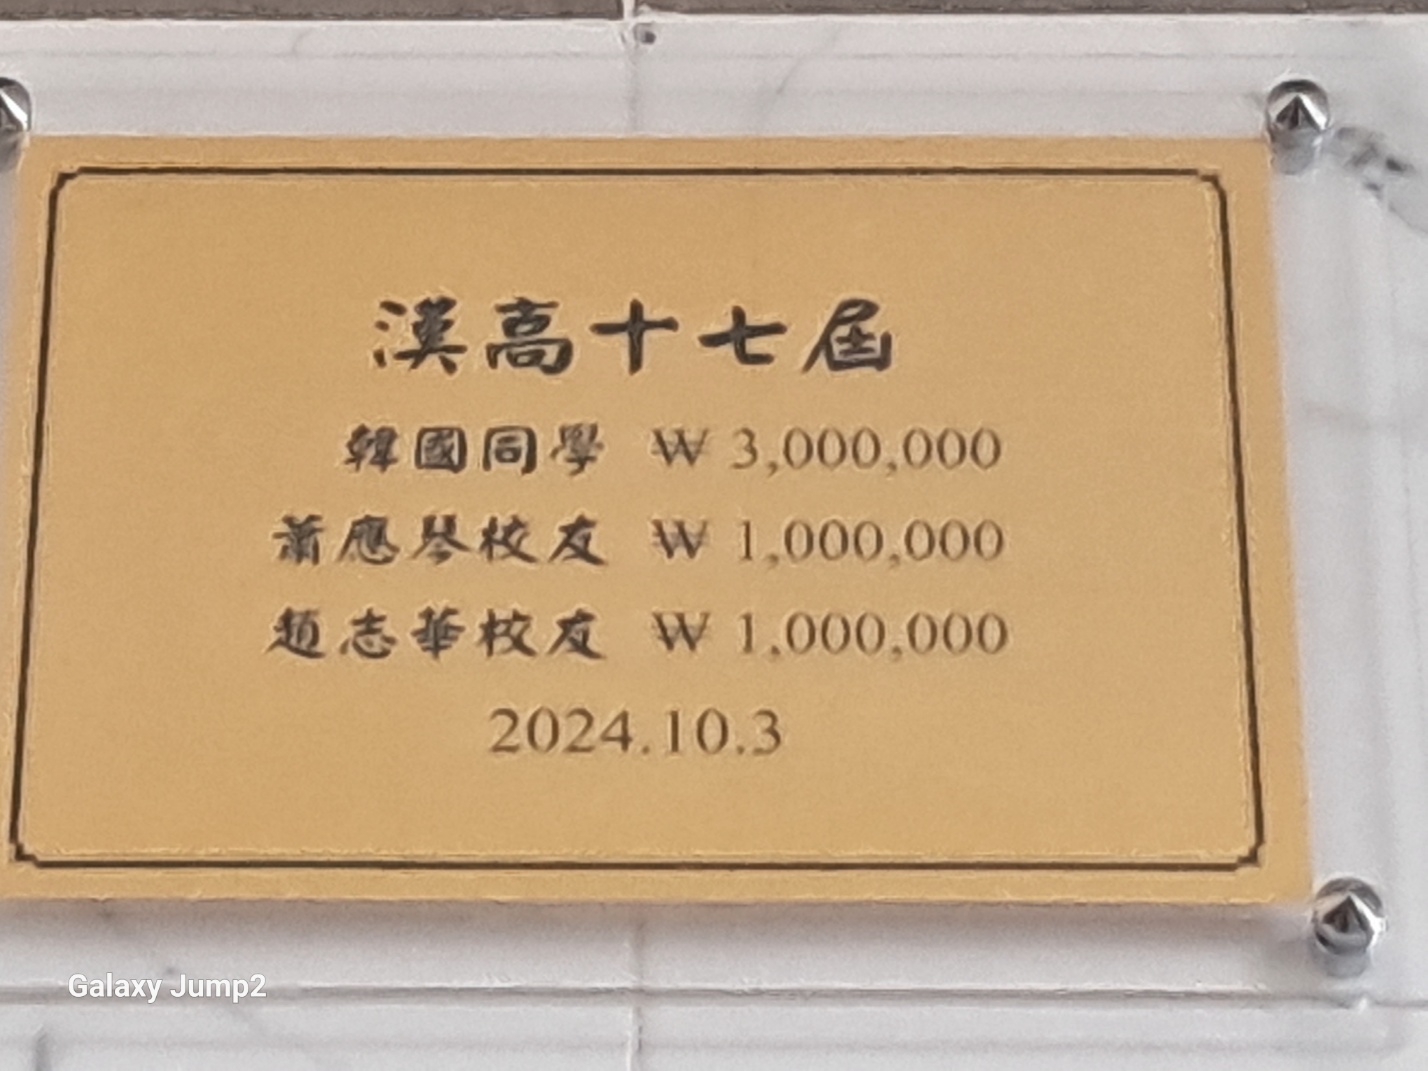 漢高十七屆
韓國同學 ₩ 3,000,000
蕭應琴校友 ₩ 1,000,000
趙志華校友 ₩ 1,000,000
2024.10.3
Galaxy Jump2